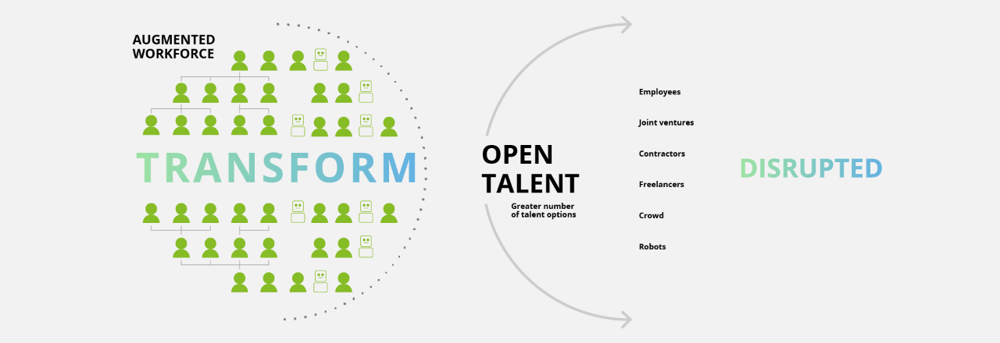 AUGMENTED
WORKFORCE
TRANSFORM
OPEN
TALENT
Greater number
of talent options
Employees
Joint ventures
Contractors
Freelancers
Crowd
Robots
DISRUPTED